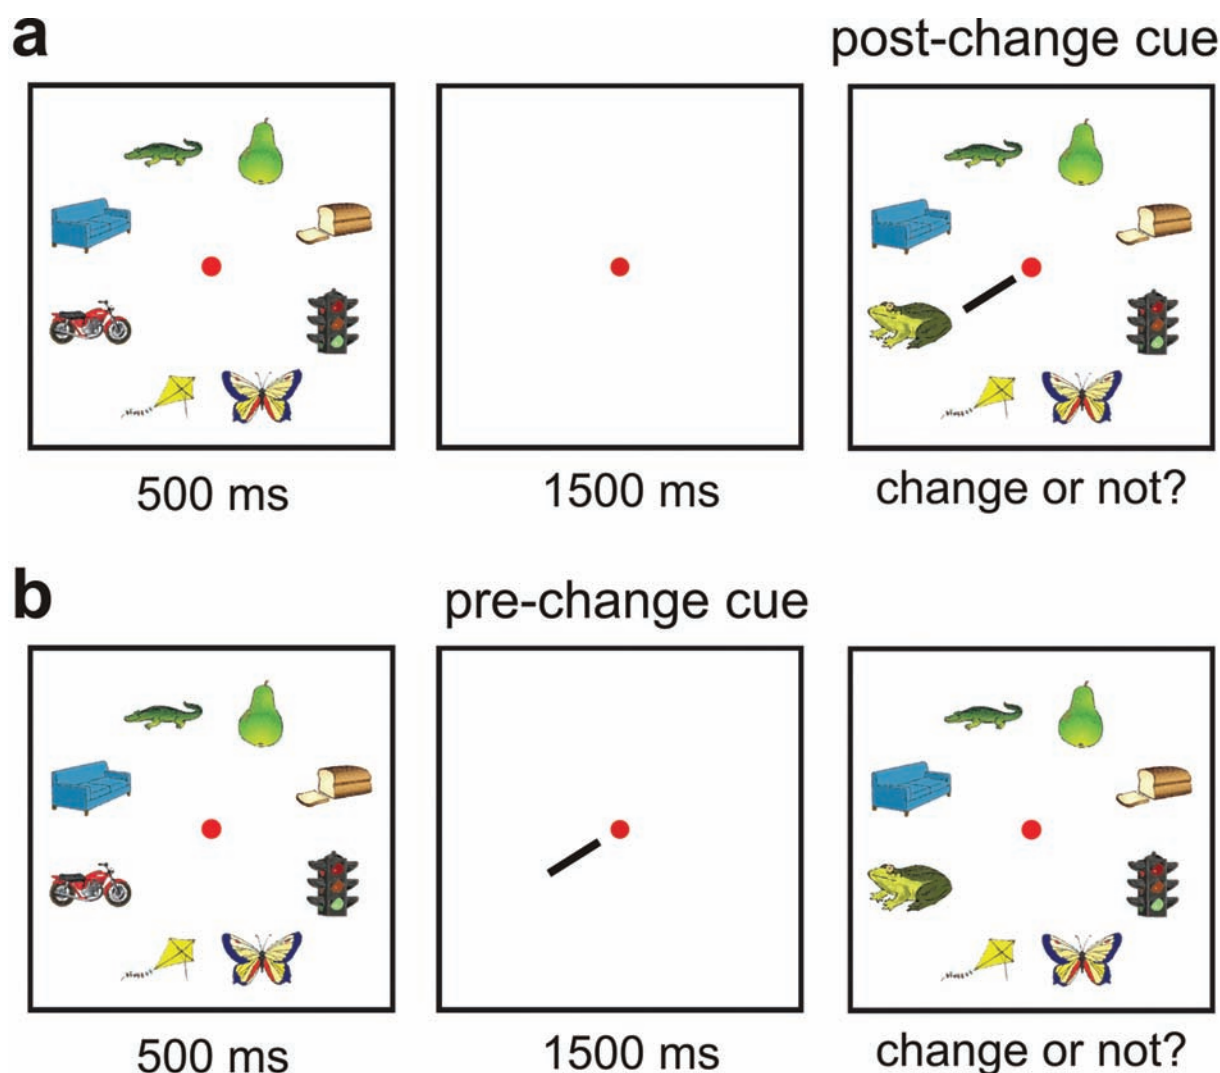 a
post-change cue
500 ms
1500 ms
change or not?
b
pre-change cue
500 ms
1500 ms
change or not?